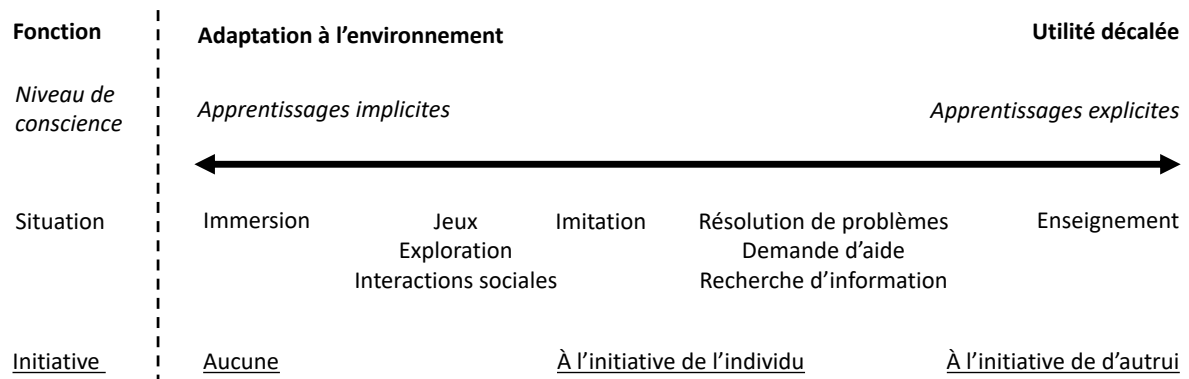 Fonction
Adaptation à l’environnement
Utilité décalée
Niveau de
conscience
Apprentissages implicites
Apprentissages explicites
Situation
Immersion
Jeux
Exploration
Interactions sociales
Imitation
Résolution de problèmes
Demande d’aide
Recherche d’information
Enseignement
Initiative
Aucune
À l’initiative de l’individu
À l’initiative de d’autrui